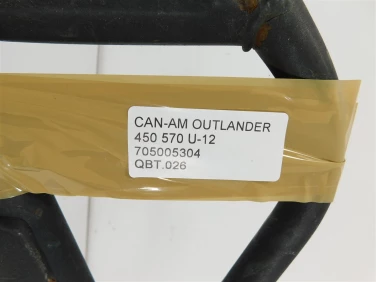 CAN-AM OUTLANDER
450 570 U-12
705005304
QBT.026